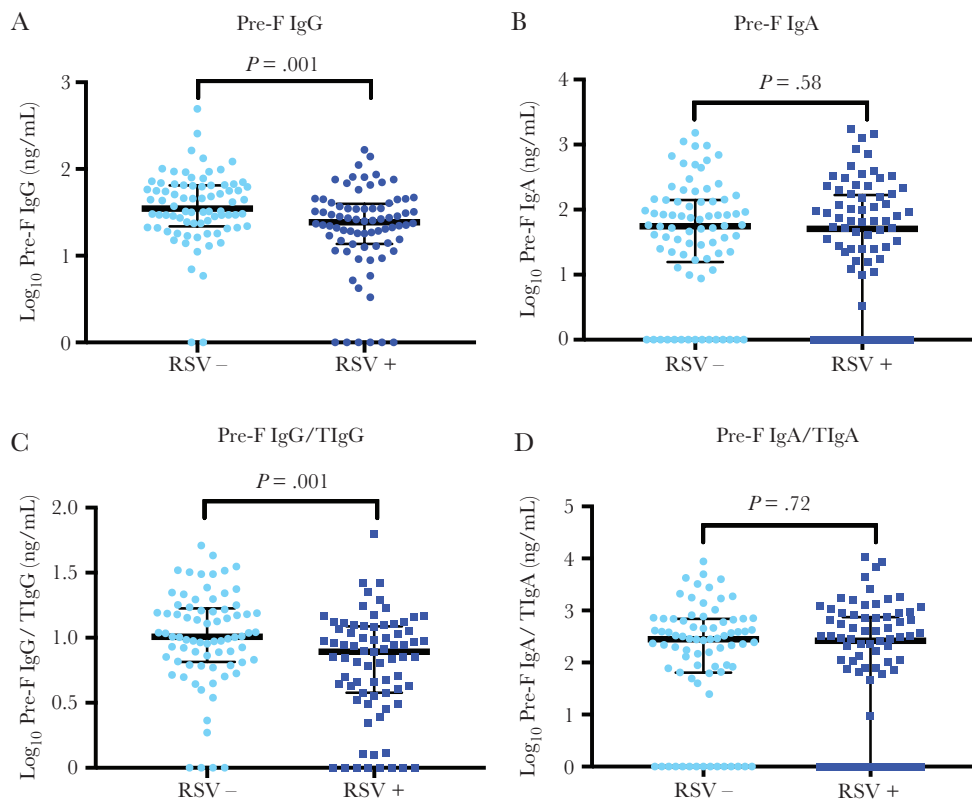 A
Pre-F IgG
P = .001
3
2
1
0
Log10 Pre-F IgG (ng/mL)
RSV –
RSV +
B
Pre-F IgA
P = .58
4
3
2
1
0
Log10 Pre-F IgA (ng/mL)
RSV –
RSV +
C
Pre-F IgG/TIgG
P = .001
2.0
1.5
1.0
0.5
0
Log10 Pre-F IgG/ TIgG (ng/mL)
RSV –
RSV +
D
Pre-F IgA/TIgA
P = .72
5
4
3
2
1
0
Log10 Pre-F IgA/ TIgA (ng/mL)
RSV –
RSV +